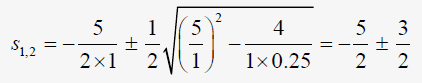 s₁,₂ = −5/(2×1) ± 1/2 √((5/1)² − 4/(1×0.25)) = −5/2 ± 3/2